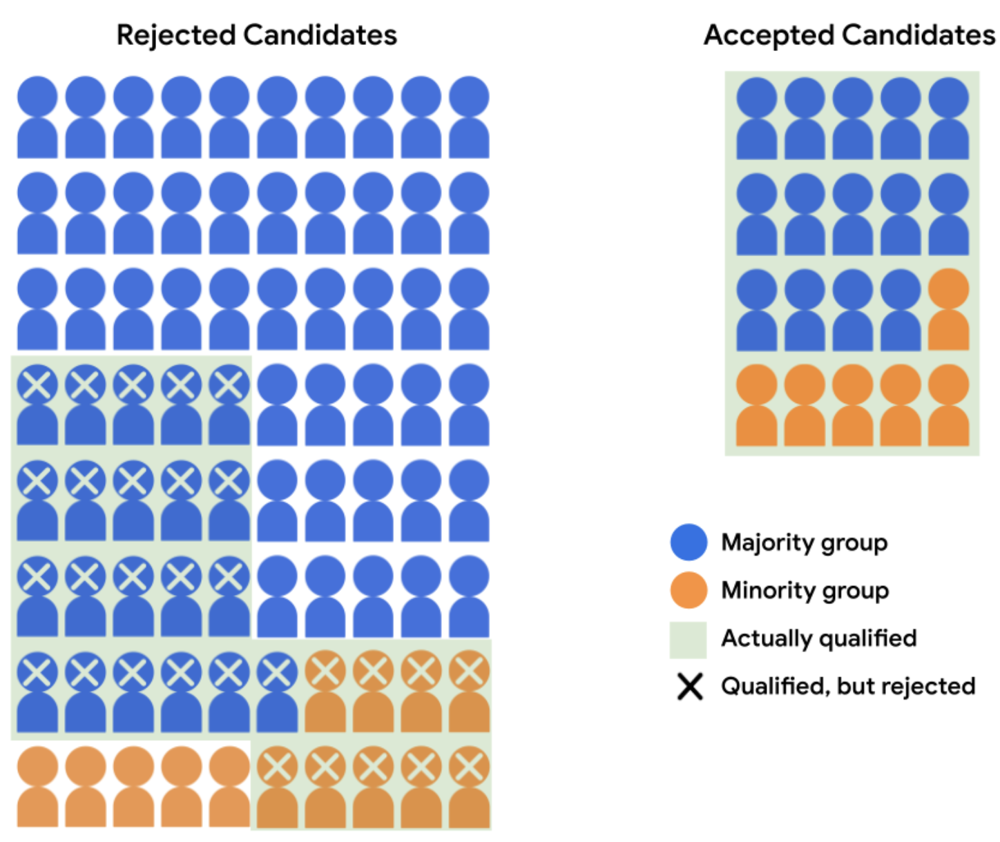 Rejected Candidates
Accepted Candidates
Majority group
Minority group
Actually qualified
Qualified, but rejected